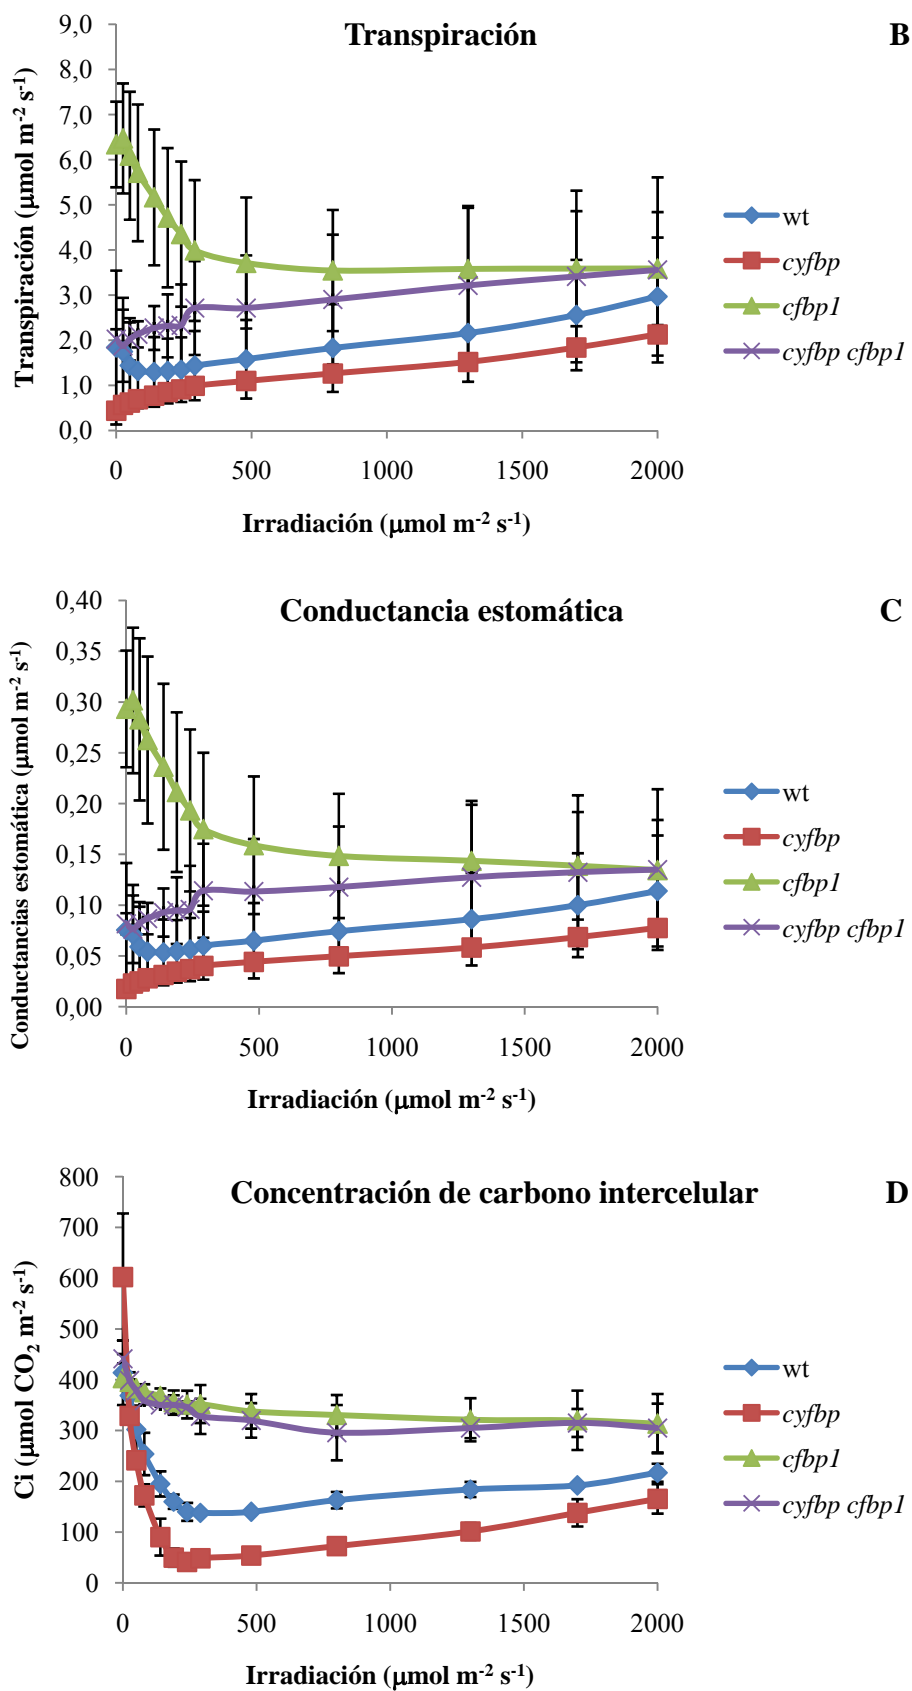 Transpiración
B
Transpiración (μmol m-2 s-1)
9,0
8,0
7,0
6,0
5,0
4,0
3,0
2,0
1,0
0,0
0 500 1000 1500 2000
Irradiación (μmol m-2 s-1)
wt
cyfbp
cfbp1
cyfbp cfbp1
Conductancia estomática
C
Conductancias estomática (μmol m-2 s-1)
0,40
0,35
0,30
0,25
0,20
0,15
0,10
0,05
0,00
0 500 1000 1500 2000
Irradiación (μmol m-2 s-1)
wt
cyfbp
cfbp1
cyfbp cfbp1
Concentración de carbono intercelular
D
Ci (μmol CO2 m-2 s-1)
800
700
600
500
400
300
200
100
0
0 500 1000 1500 2000
Irradiación (μmol m-2 s-1)
wt
cyfbp
cfbp1
cyfbp cfbp1